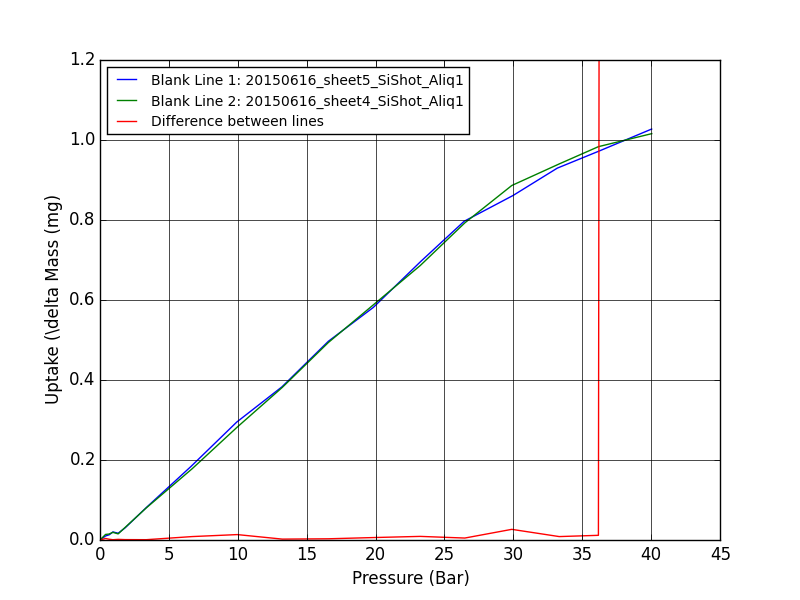 Blank Line 1: 20150616_sheet5_SiShot_Aliq1
Blank Line 2: 20150616_sheet4_SiShot_Aliq1
Difference between lines
1.2
1.0
0.8
0.6
0.4
0.2
0.0
Uptake (\delta Mass (mg)
0 5 10 15 20 25 30 35 40 45
Pressure (Bar)